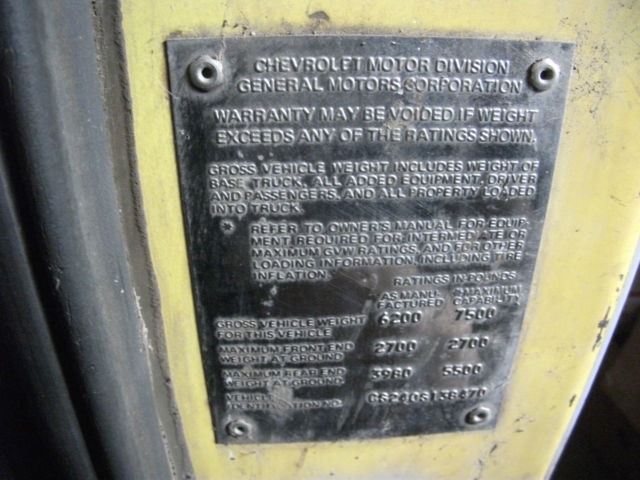 CHEVROLET MOTOR DIVISION
GENERAL MOTORS CORPORATION
WARRANTY MAY BE VOIDED IF WEIGHT
EXCEEDS ANY OF THE RATINGS SHOWN.
GROSS VEHICLE WEIGHT INCLUDES WEIGHT OF
BASE TRUCK, ALL ADDED EQUIPMENT, DRIVER
AND PASSENGERS, AND ALL PROPERTY LOADED
INTO TRUCK.
* REFER TO OWNER'S MANUAL FOR EQUIP-
MENT REQUIRED FOR INTERMEDIATE OR
MAXIMUM GVW RATINGS, AND FOR OTHER
LOADING INFORMATION, INCLUDING TIRE
INFLATION.
RATINGS IN POUNDS
AS MANU- MAXIMUM
FACTURED CAPABILITY
GROSS VEHICLE WEIGHT 6200 7500
FOR THIS VEHICLE
MAXIMUM FRONT END 2700 2700
WEIGHT AT GROUND
MAXIMUM REAR END 3980 5500
WEIGHT AT GROUND
VEHICLE
IDENTIFICATION NO.